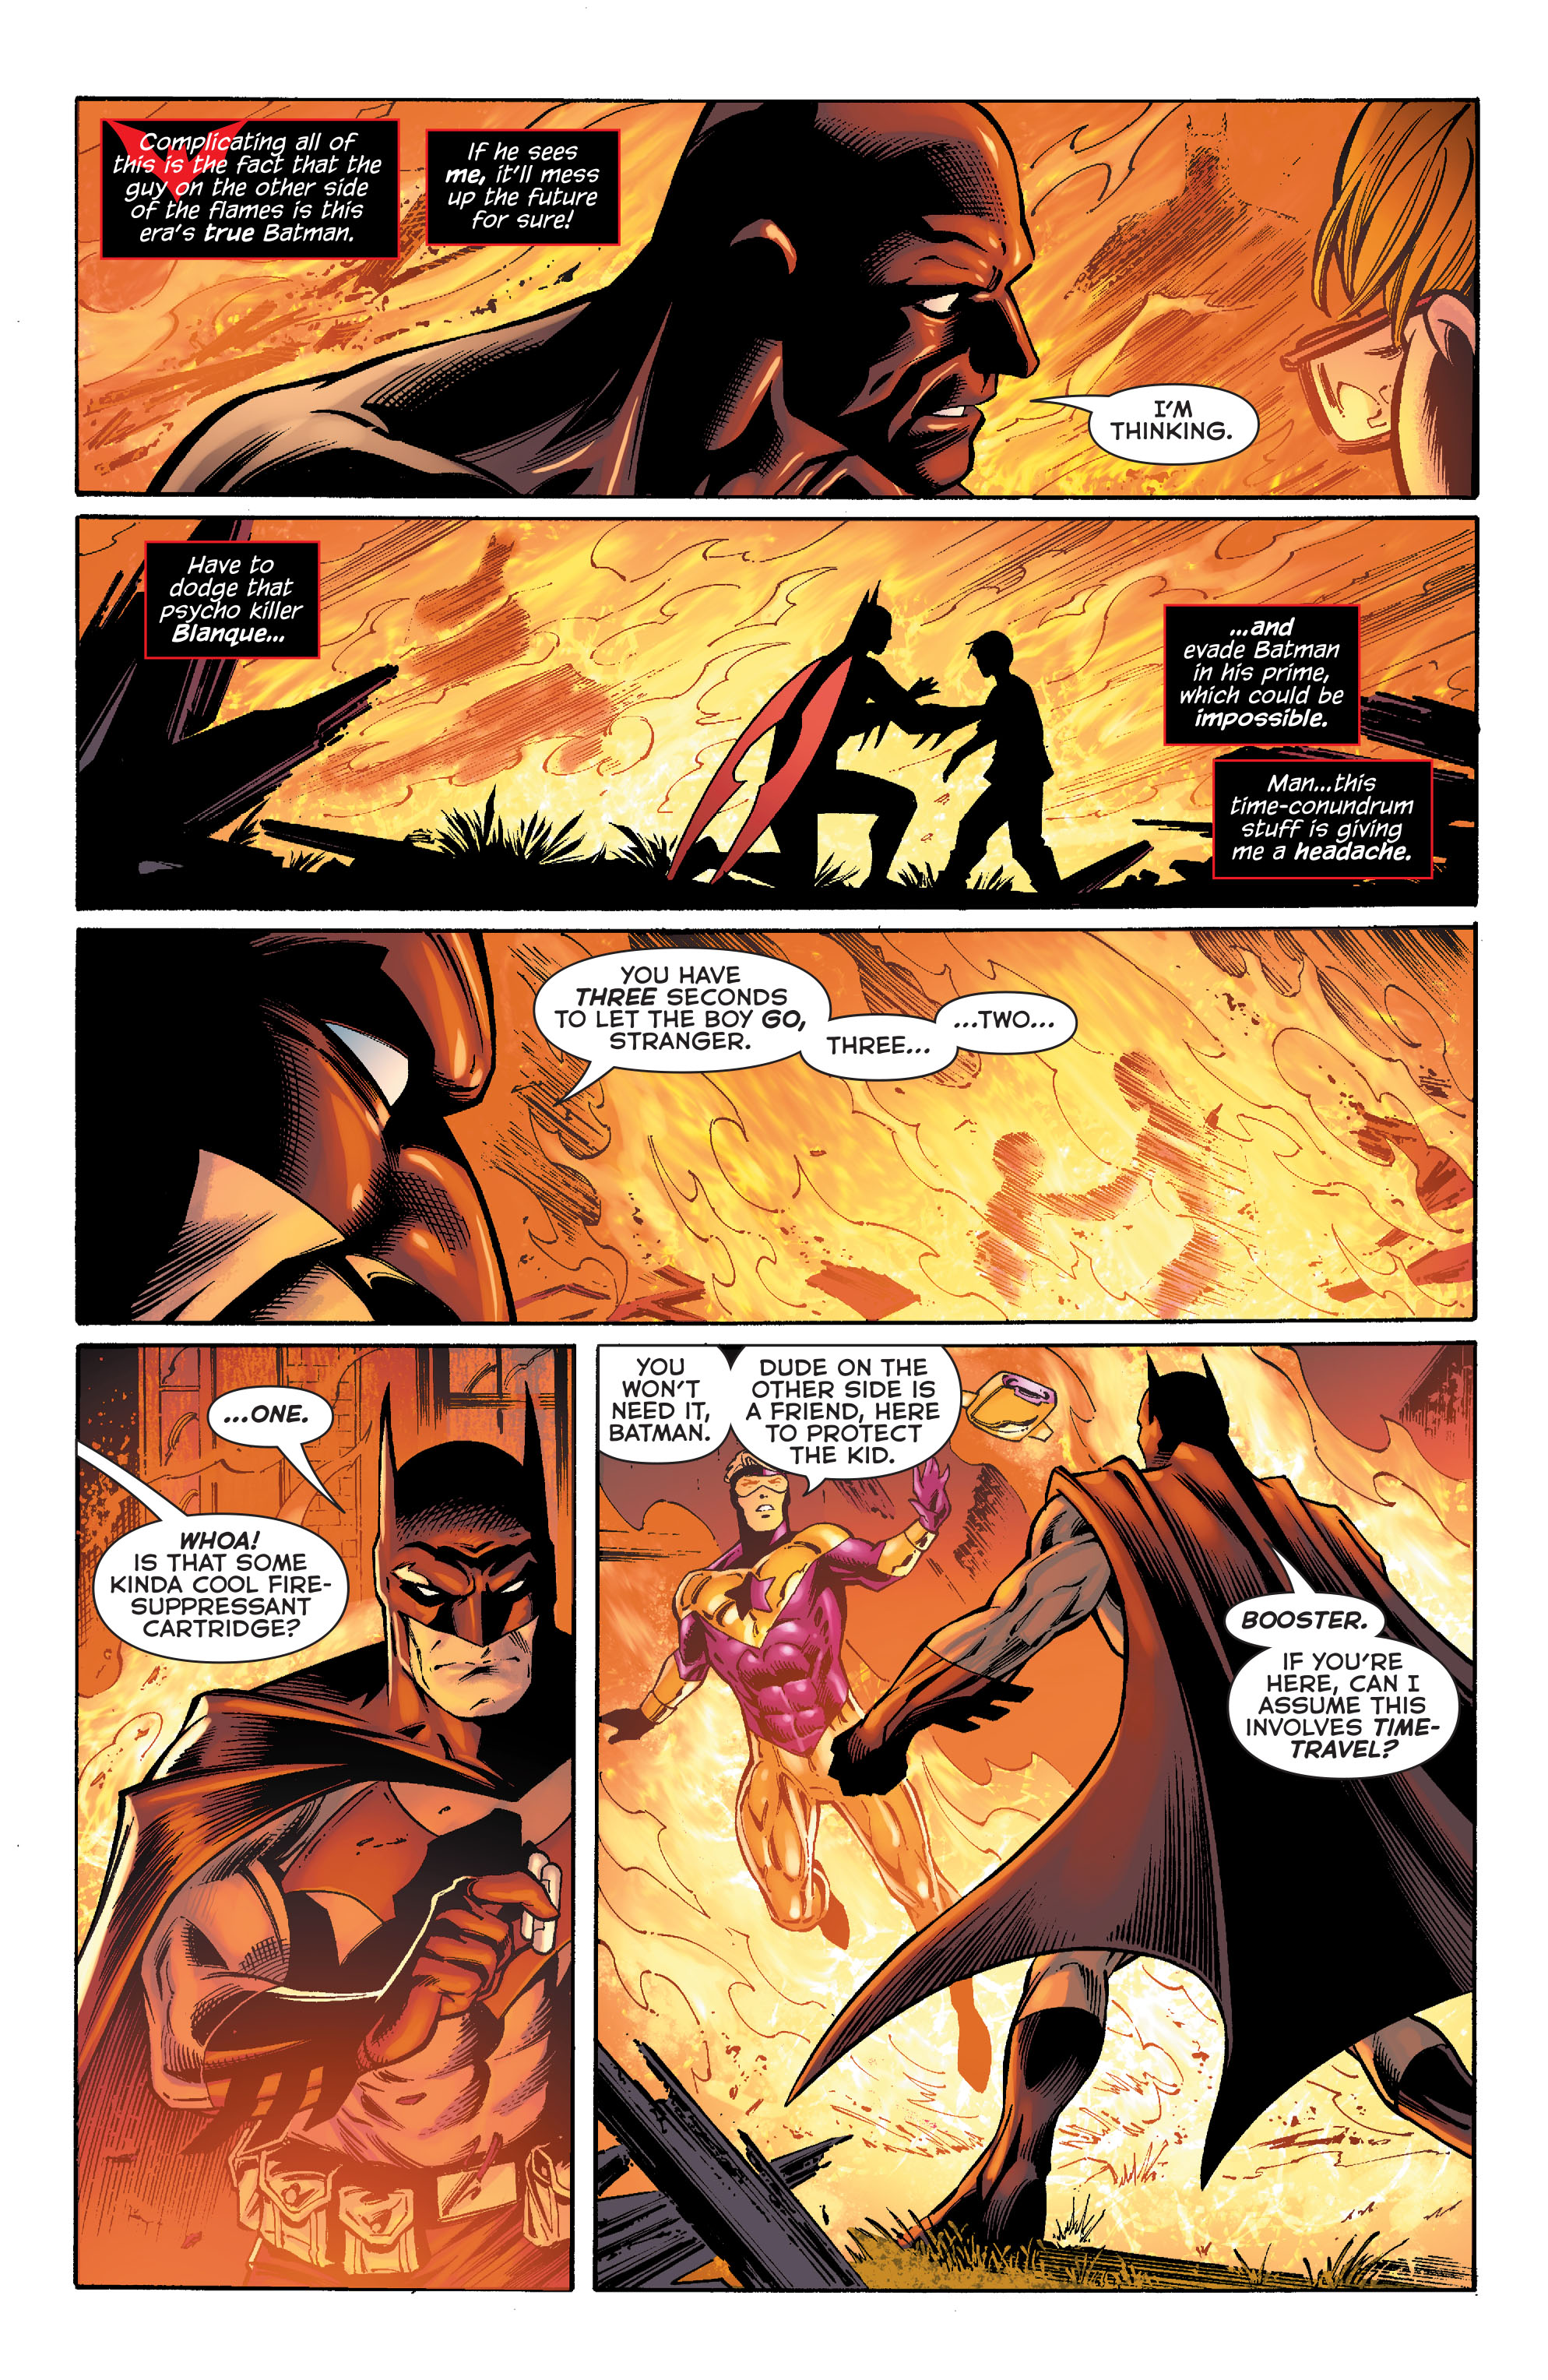 Complicating all of
this is the fact that the
guy on the other side
of the flames is this
era's true Batman.
If he sees
me, it'll mess
up the future
for sure!
I'M
THINKING.
Have to
dodge that
psycho killer
Blanque...
...and
evade Batman
in his prime,
which could be
impossible.
Man...this
time-conundrum
stuff is giving
me a headache.
YOU HAVE
THREE SECONDS
TO LET THE BOY GO,
STRANGER.
THREE...
...TWO...
...ONE.
WHOA!
IS THAT SOME
KINDA COOL FIRE-
SUPPRESSANT
CARTRIDGE?
YOU
WON'T
NEED IT,
BATMAN.
DUDE ON THE
OTHER SIDE IS
A FRIEND, HERE
TO PROTECT
THE KID.
BOOSTER.
IF YOU'RE
HERE, CAN I
ASSUME THIS
INVOLVES TIME-
TRAVEL?